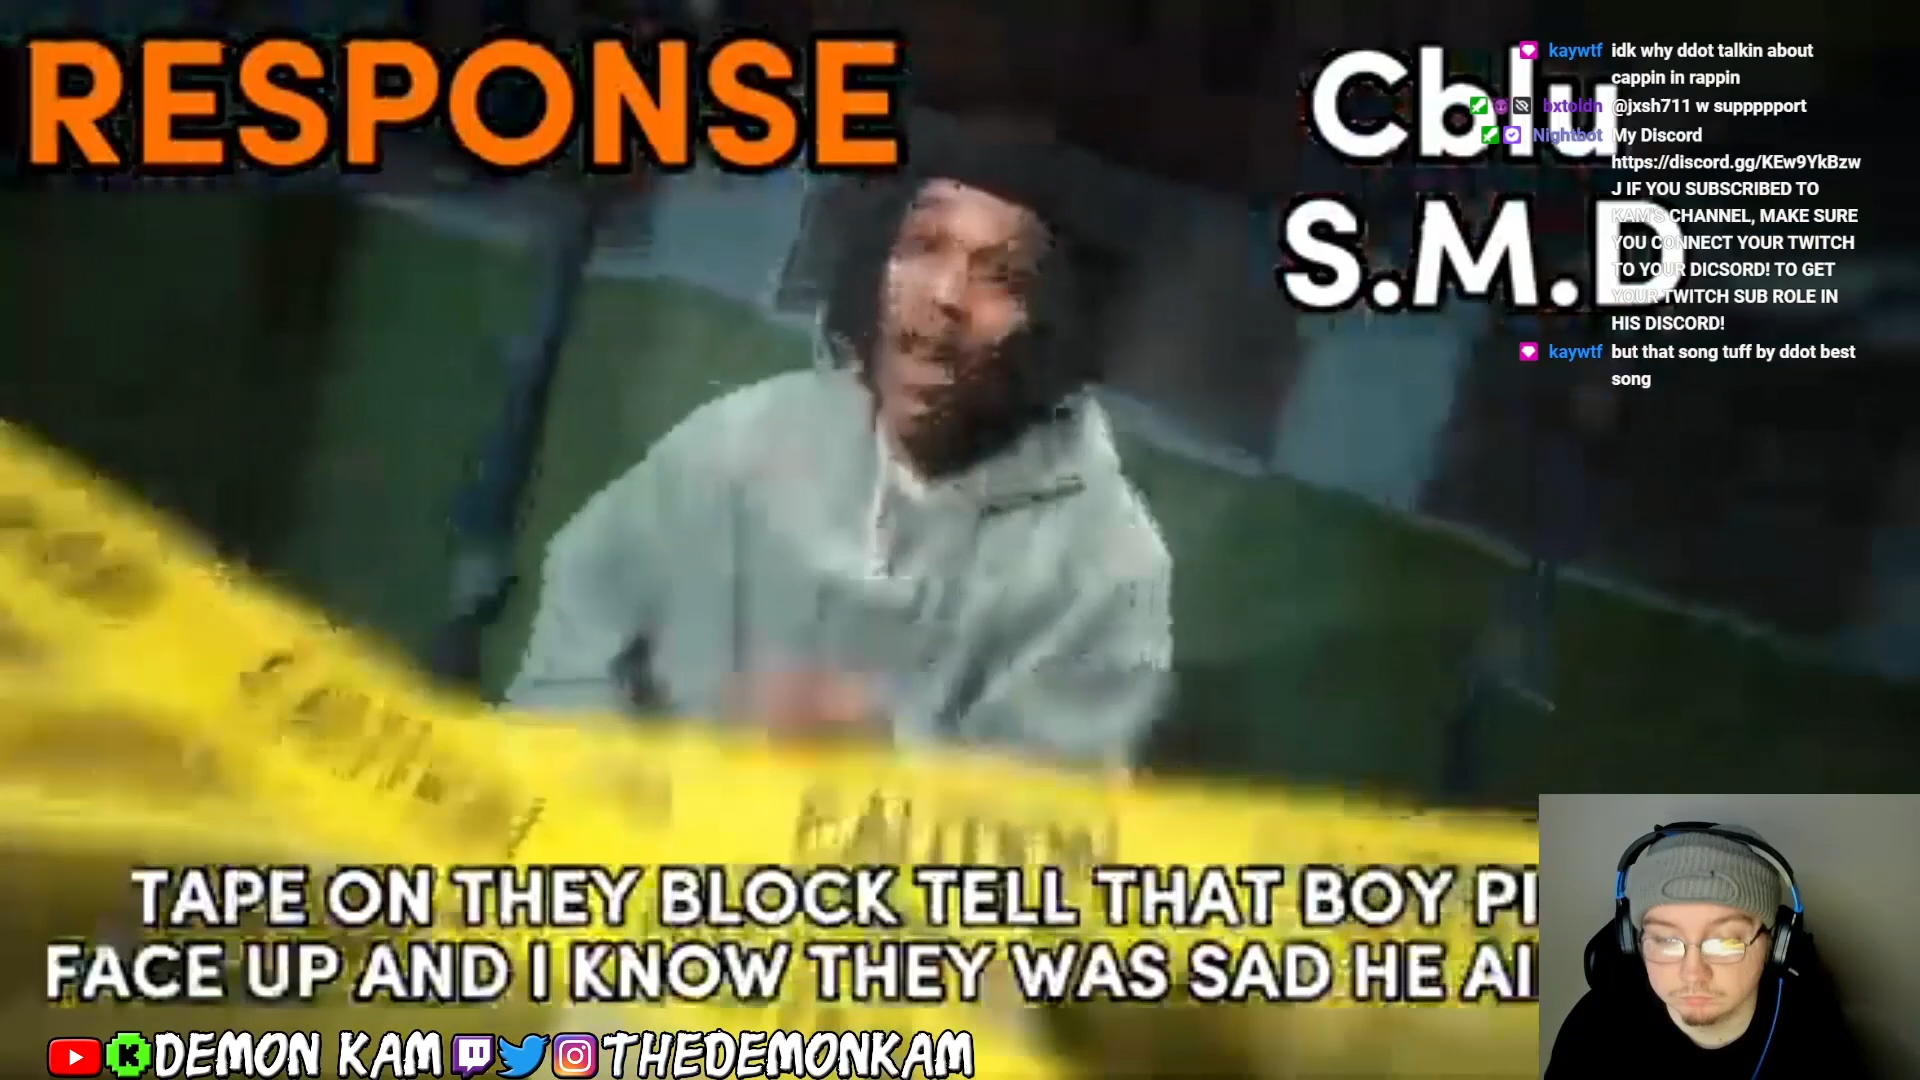 RESPONSE
Cblu
S.M.D
kaywtf idk why ddot talkin about
cappin in rappin
bxtoldn @jxsh711 w suppppport
Nightbot My Discord
https://discord.gg/KEw9YkBzw
J IF YOU SUBSCRIBED TO
KAM'S CHANNEL, MAKE SURE
YOU CONNECT YOUR TWITCH
TO YOUR DICSORD! TO GET
YOUR TWITCH SUB ROLE IN
HIS DISCORD!
kaywtf but that song tuff by ddot best
song
TAPE ON THEY BLOCK TELL THAT BOY PI
FACE UP AND I KNOW THEY WAS SAD HE AI
K DEMON KAM THEDEMONKAM